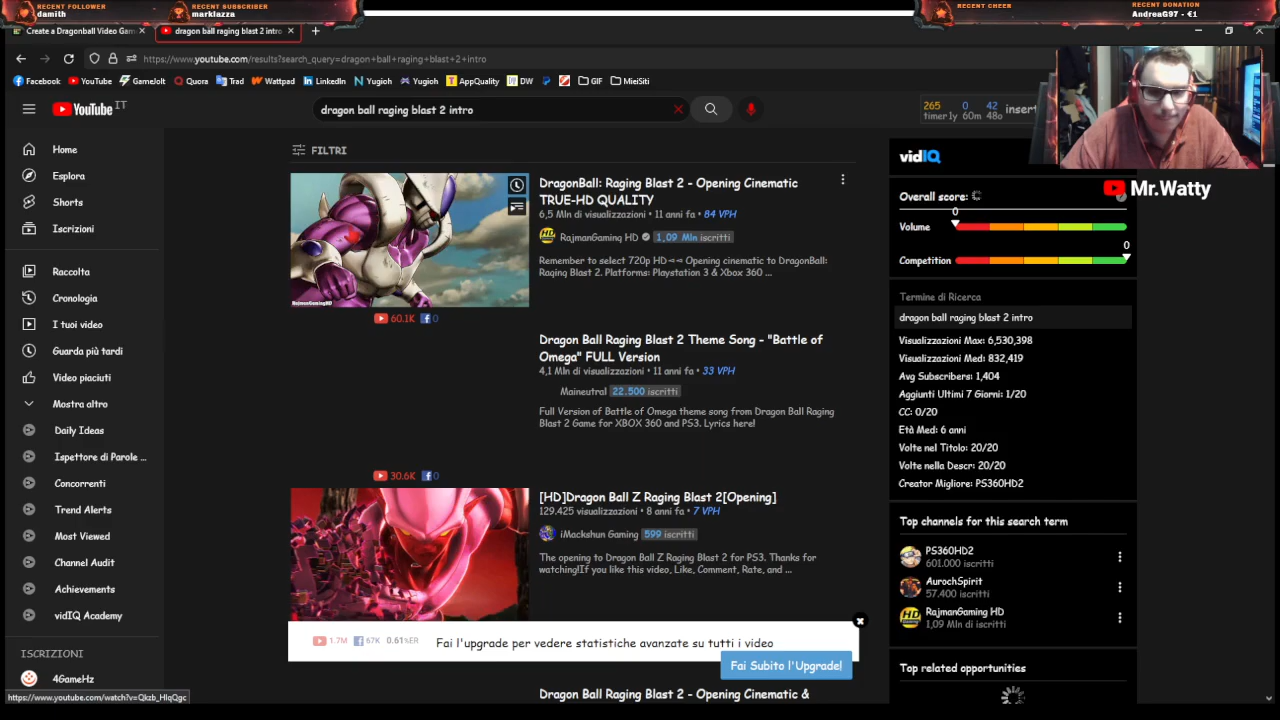 RECENT FOLLOWER
damith
RECENT SUBSCRIBER
marklazza
RECENT CHEER
RECENT DONATION
AndreaG97 - €1
Create a Dragonball Video Gam
dragon ball raging blast 2 intro
https://www.youtube.com/results?search_query=dragon+ball+raging+blast+2+intro
Facebook
YouTube
GameJolt
Quora
Trad
Wattpad
LinkedIn
Yugioh
Yugioh
AppQuality
DW
GIF
MieiSiti
YouTube IT
dragon ball raging blast 2 intro
265 0 42
timer1y 60m 48o
insert
FILTRI
Home
Esplora
Shorts
Iscrizioni
Raccolta
Cronologia
I tuoi video
Guarda più tardi
Video piaciuti
Mostra altro
Daily Ideas
Ispettore di Parole ...
Concorrenti
Trend Alerts
Most Viewed
Channel Audit
Achievements
vidIQ Academy
ISCRIZIONI
4GameHz
https://www.youtube.com/watch?v=Qkzb_HlqQgc
RajmanGamingHD
DragonBall: Raging Blast 2 - Opening Cinematic
TRUE-HD QUALITY
6,5 Mln di visualizzazioni • 11 anni fa • 84 VPH
RajmanGaming HD 1,09 Mln iscritti
Remember to select 720p HD◅◅ Opening cinematic to DragonBall:
Raging Blast 2. Platforms: Playstation 3 & Xbox 360 ...
60.1K 0
Dragon Ball Raging Blast 2 Theme Song - "Battle of
Omega" FULL Version
4,1 Mln di visualizzazioni • 11 anni fa • 33 VPH
Maineutral 22.500 iscritti
Full Version of Battle of Omega theme song from Dragon Ball Raging
Blast 2 Game for XBOX 360 and PS3. Lyrics here!
30.6K 0
[HD]Dragon Ball Z Raging Blast 2[Opening]
129.425 visualizzazioni • 8 anni fa • 7 VPH
iMackshun Gaming 599 iscritti
The opening to Dragon Ball Z Raging Blast 2 for PS3. Thanks for
watching!If you like this video, Like, Comment, Rate, and ...
1.7M 67K 0.61%ER
Fai l'upgrade per vedere statistiche avanzate su tutti i video
Fai Subito l'Upgrade!
Dragon Ball Raging Blast 2 - Opening Cinematic &
vidIQ
Mr.Watty
Overall score:
0
Volume
0
Competition
Termine di Ricerca
dragon ball raging blast 2 intro
Visualizzazioni Max: 6,530,398
Visualizzazioni Med: 832,419
Avg Subscribers: 1,404
Aggiunti Ultimi 7 Giorni: 1/20
CC: 0/20
Età Med: 6 anni
Volte nel Titolo: 20/20
Volte nella Descr: 20/20
Creator Migliore: PS360HD2
Top channels for this search term
PS360HD2
601.000 iscritti
AurochSpirit
57.400 iscritti
RajmanGaming HD
1,09 Mln di iscritti
Top related opportunities